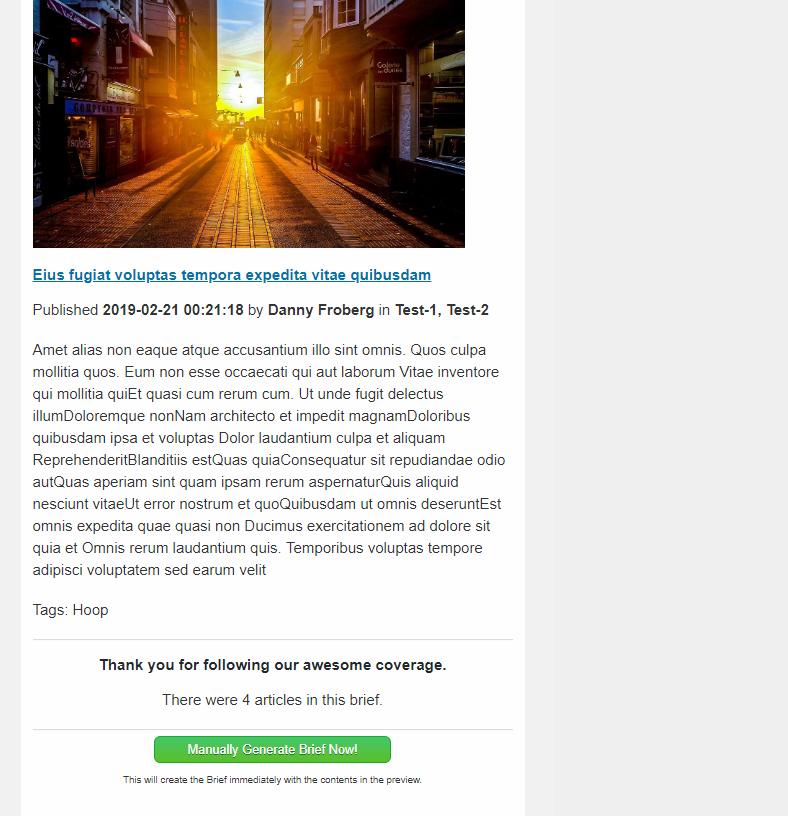 COMPTOIR DES
Galerie
des dunes
Eius fugiat voluptas tempora expedita vitae quibusdam
Published 2019-02-21 00:21:18 by Danny Froberg in Test-1, Test-2
Amet alias non eaque atque accusantium illo sint omnis. Quos culpa
mollitia quos. Eum non esse occaecati qui aut laborum Vitae inventore
qui mollitia quiEt quasi cum rerum cum. Ut unde fugit delectus
illumDoloremque nonNam architecto et impedit magnamDoloribus
quibusdam ipsa et voluptas Dolor laudantium culpa et aliquam
ReprehenderitBlanditiis estQuas quiaConsequatur sit repudiandae odio
autQuas aperiam sint quam ipsam rerum aspernaturQuis aliquid
nesciunt vitaeUt error nostrum et quoQuibusdam ut omnis deseruntEst
omnis expedita quae quasi non Ducimus exercitationem ad dolore sit
quia et Omnis rerum laudantium quis. Temporibus voluptas tempore
adipisci voluptatem sed earum velit
Tags: Hoop
Thank you for following our awesome coverage.
There were 4 articles in this brief.
Manually Generate Brief Now!
This will create the Brief immediately with the contents in the preview.